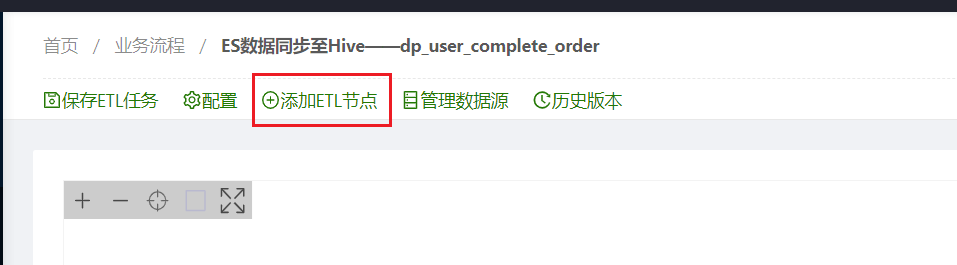 首页 / 业务流程 / ES数据同步至Hive——dp_user_complete_order
保存ETL任务 配置 添加ETL节点 管理数据源 历史版本